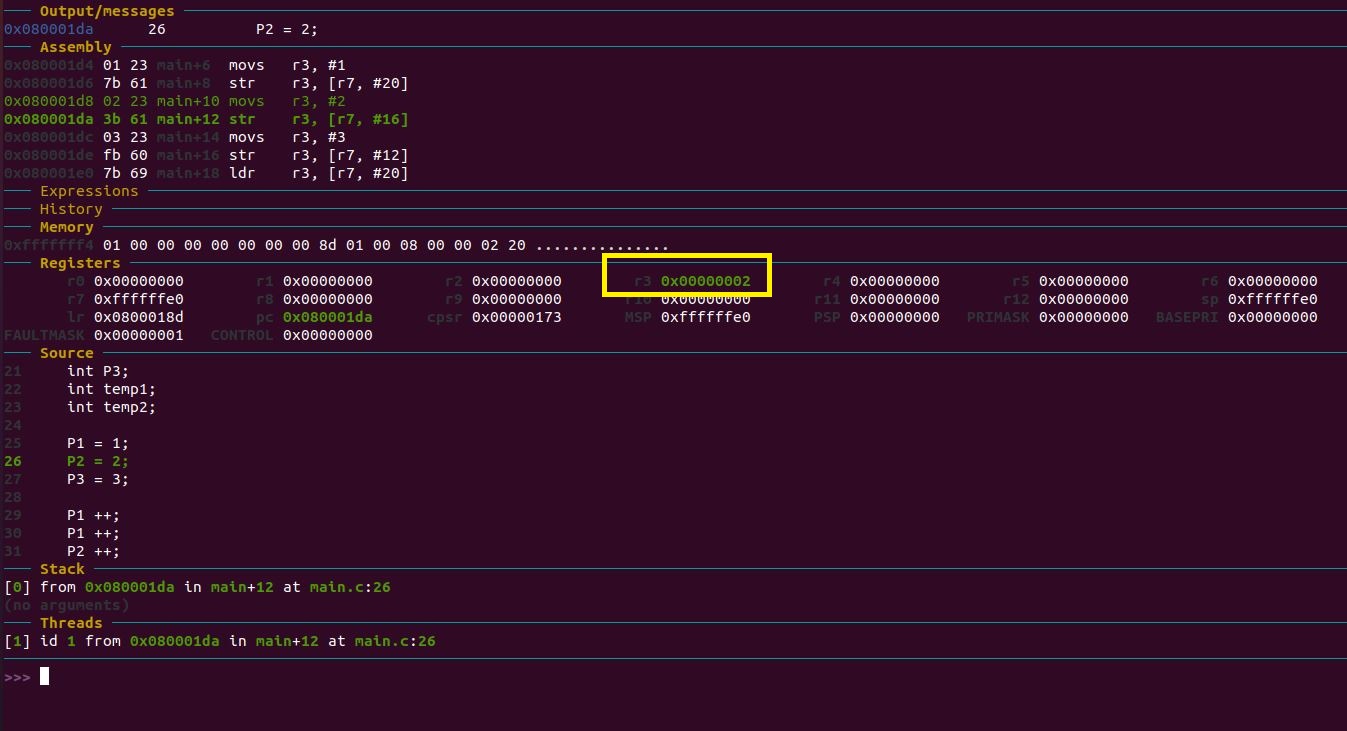 Output/messages
0x080001da 26 P2 = 2;
Assembly
0x080001d4 01 23 main+6 movs r3, #1
0x080001d6 7b 61 main+8 str r3, [r7, #20]
0x080001d8 02 23 main+10 movs r3, #2
0x080001da 3b 61 main+12 str r3, [r7, #16]
0x080001dc 03 23 main+14 movs r3, #3
0x080001de fb 60 main+16 str r3, [r7, #12]
0x080001e0 7b 69 main+18 ldr r3, [r7, #20]
Expressions
History
Memory
0xfffffff4 01 00 00 00 00 00 00 00 8d 01 00 08 00 00 02 20 ...............
Registers
r0 0x00000000 r1 0x00000000 r2 0x00000000 r3 0x00000002 r4 0x00000000 r5 0x00000000 r6 0x00000000
r7 0xffffffe0 r8 0x00000000 r9 0x00000000 r10 0x00000000 r11 0x00000000 r12 0x00000000 sp 0xffffffe0
lr 0x0800018d pc 0x080001da cpsr 0x00000173 MSP 0xffffffe0 PSP 0x00000000 PRIMASK 0x00000000 BASEPRI 0x00000000
FAULTMASK 0x00000001 CONTROL 0x00000000
Source
21 int P3;
22 int temp1;
23 int temp2;
24
25 P1 = 1;
26 P2 = 2;
27 P3 = 3;
28
29 P1 ++;
30 P1 ++;
31 P2 ++;
Stack
[0] from 0x080001da in main+12 at main.c:26
(no arguments)
Threads
[1] id 1 from 0x080001da in main+12 at main.c:26
>>>